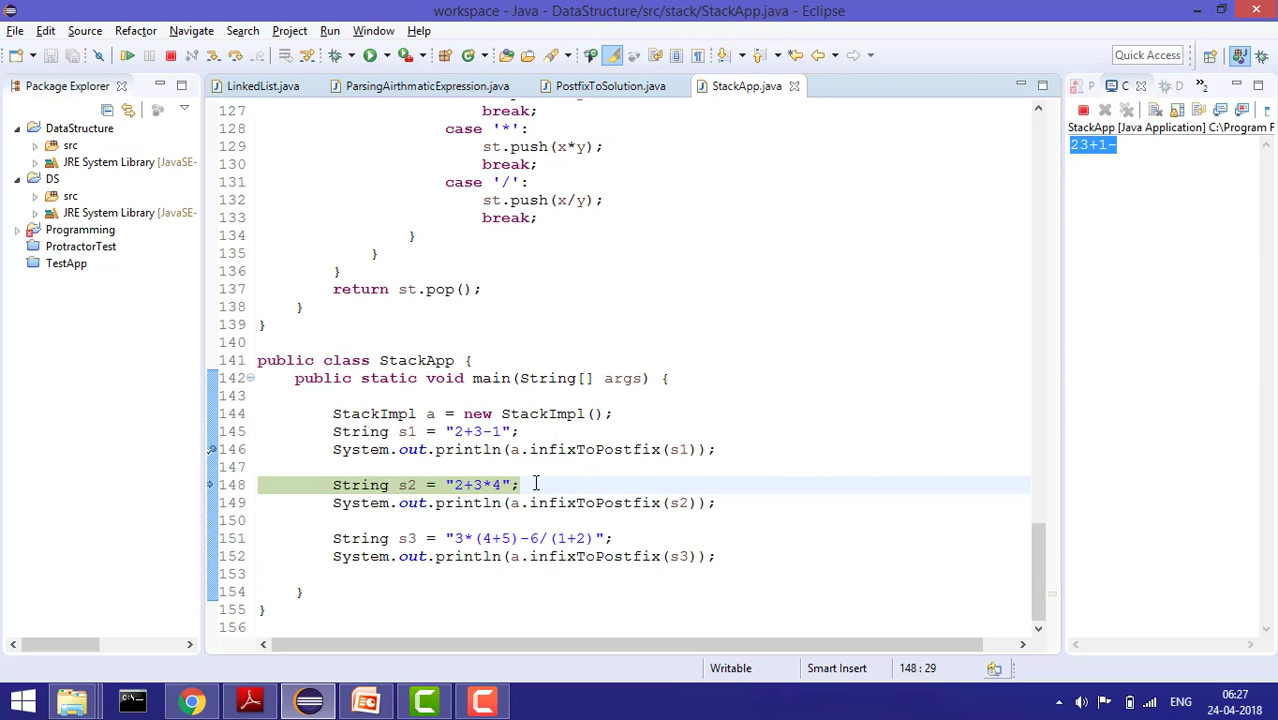 workspace - Java - DataStructure/src/stack/StackApp.java - Eclipse
File Edit Source Refactor Navigate Search Project Run Window Help
Quick Access
Package Explorer
LinkedList.java ParsingAirthmaticExpression.java PostfixToSolution.java StackApp.java
P C D »2
DataStructure
src
JRE System Library [JavaSE-
DS
src
JRE System Library [JavaSE-
Programming
ProtractorTest
TestApp
127 break;
128 case '*':
129 st.push(x*y);
130 break;
131 case '/':
132 st.push(x/y);
133 break;
134 }
135 }
136 }
137 return st.pop();
138 }
139 }
140
141 public class StackApp {
142 public static void main(String[] args) {
143
144 StackImpl a = new StackImpl();
145 String s1 = "2+3-1";
146 System.out.println(a.infixToPostfix(s1));
147
148 String s2 = "2+3*4";
149 System.out.println(a.infixToPostfix(s2));
150
151 String s3 = "3*(4+5)-6/(1+2)";
152 System.out.println(a.infixToPostfix(s3));
153
154 }
155 }
156
StackApp [Java Application] C:\Program F
23+1-
Writable Smart Insert 148 : 29
ENG
06:27
24-04-2018